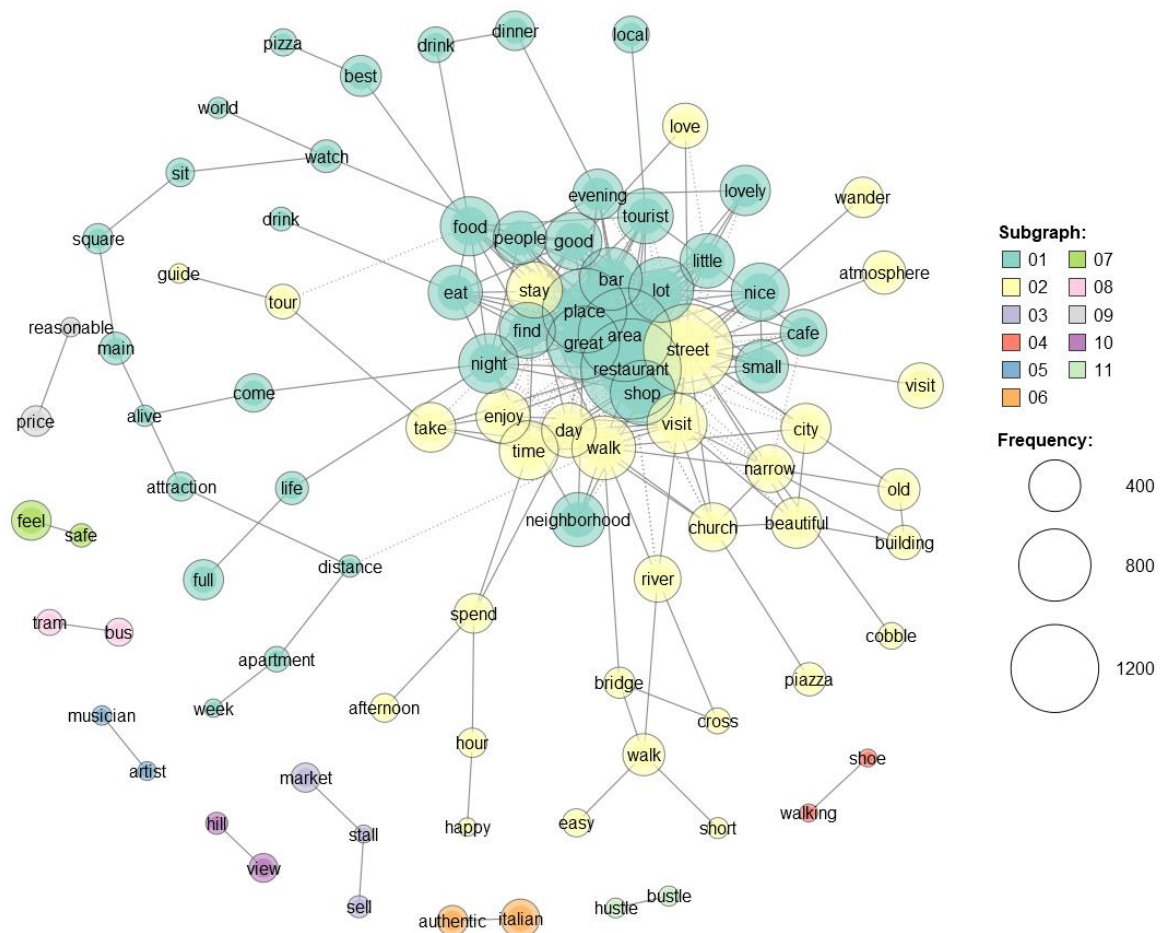 pizza
drink
dinner
local
best
world
love
watch
sit
evening
lovely
wander
drink
food
people
good
tourist
square
guide
tour
eat
stay
bar
lot
little
nice
atmosphere
reasonable
main
find
place
great
area
street
cafe
night
restaurant
small
visit
price
alive
come
take
enjoy
day
shop
visit
city
time
walk
attraction
life
narrow
old
feel
safe
neighborhood
church
beautiful
building
full
distance
river
tram
bus
spend
cobble
apartment
bridge
piazza
week
afternoon
cross
musician
hour
walk
artist
market
shoe
hill
stall
happy
easy
short
walking
view
sell
authentic
italian
hustle
bustle
Subgraph:
01
07
02
08
03
09
04
10
05
11
06
Frequency:
400
800
1200